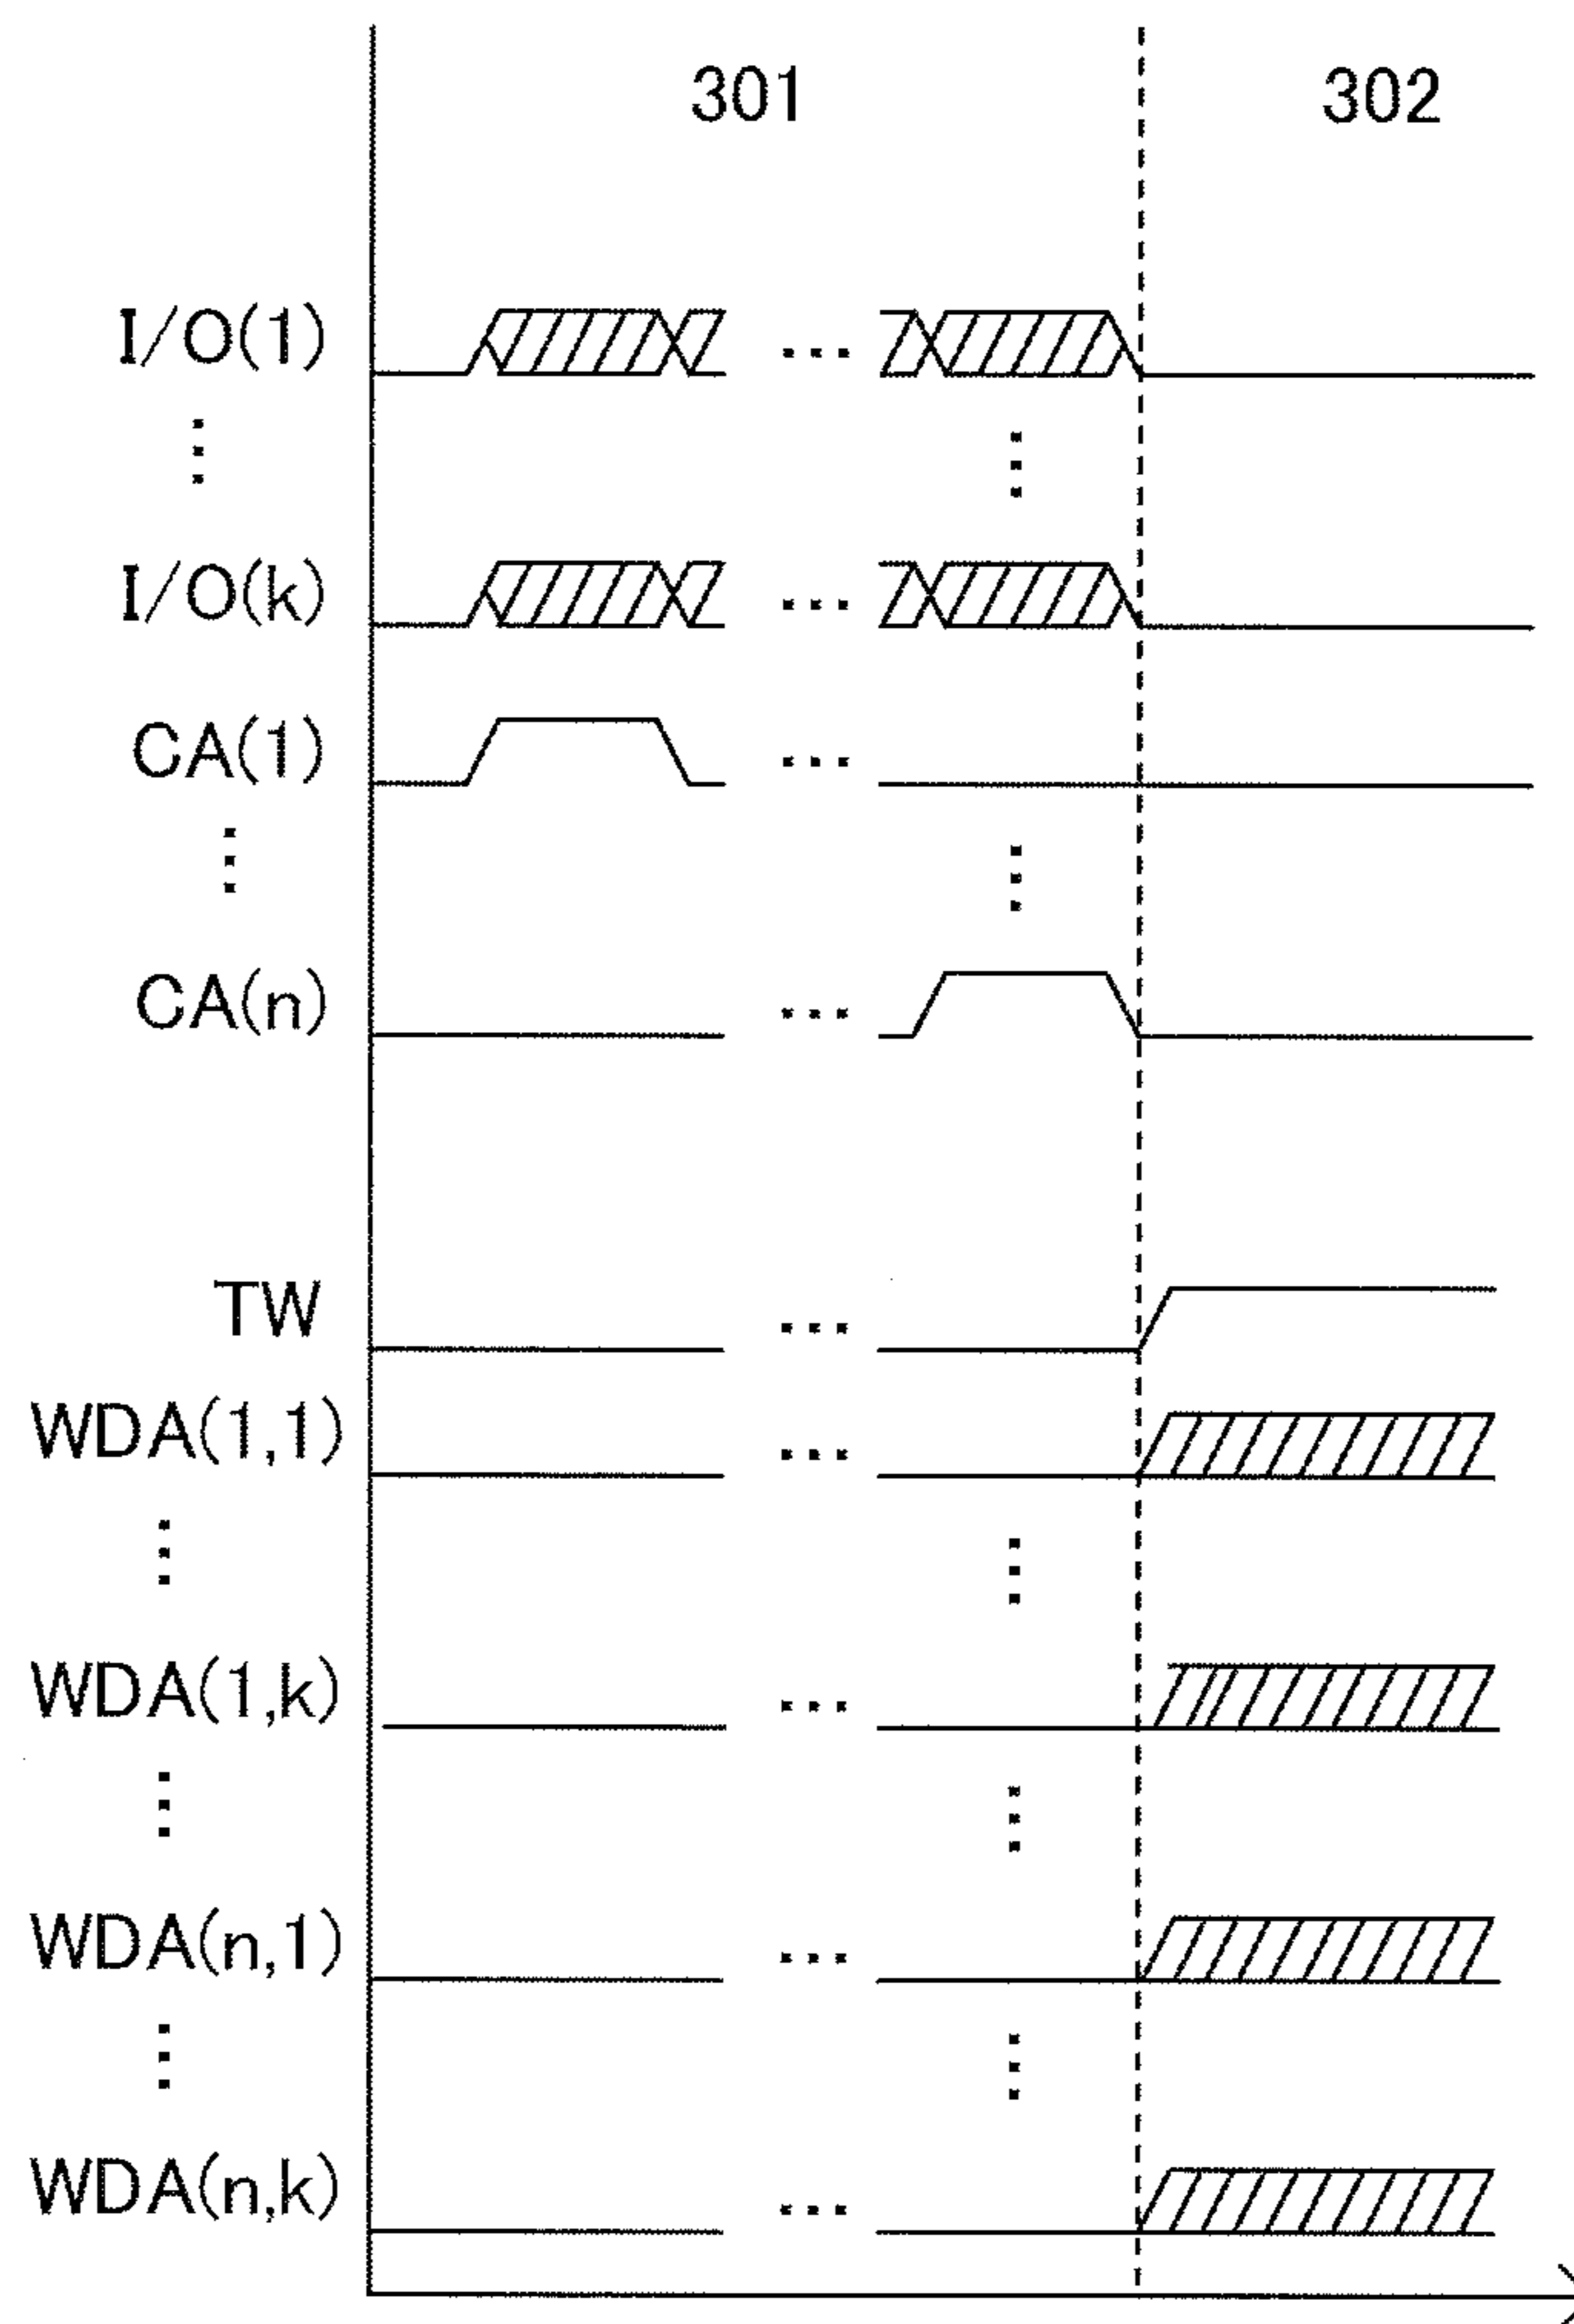 301 302
I/O(1)
I/O(k)
CA(1)
CA(n)
TW
WDA(1,1)
WDA(1,k)
WDA(n,1)
WDA(n,k)